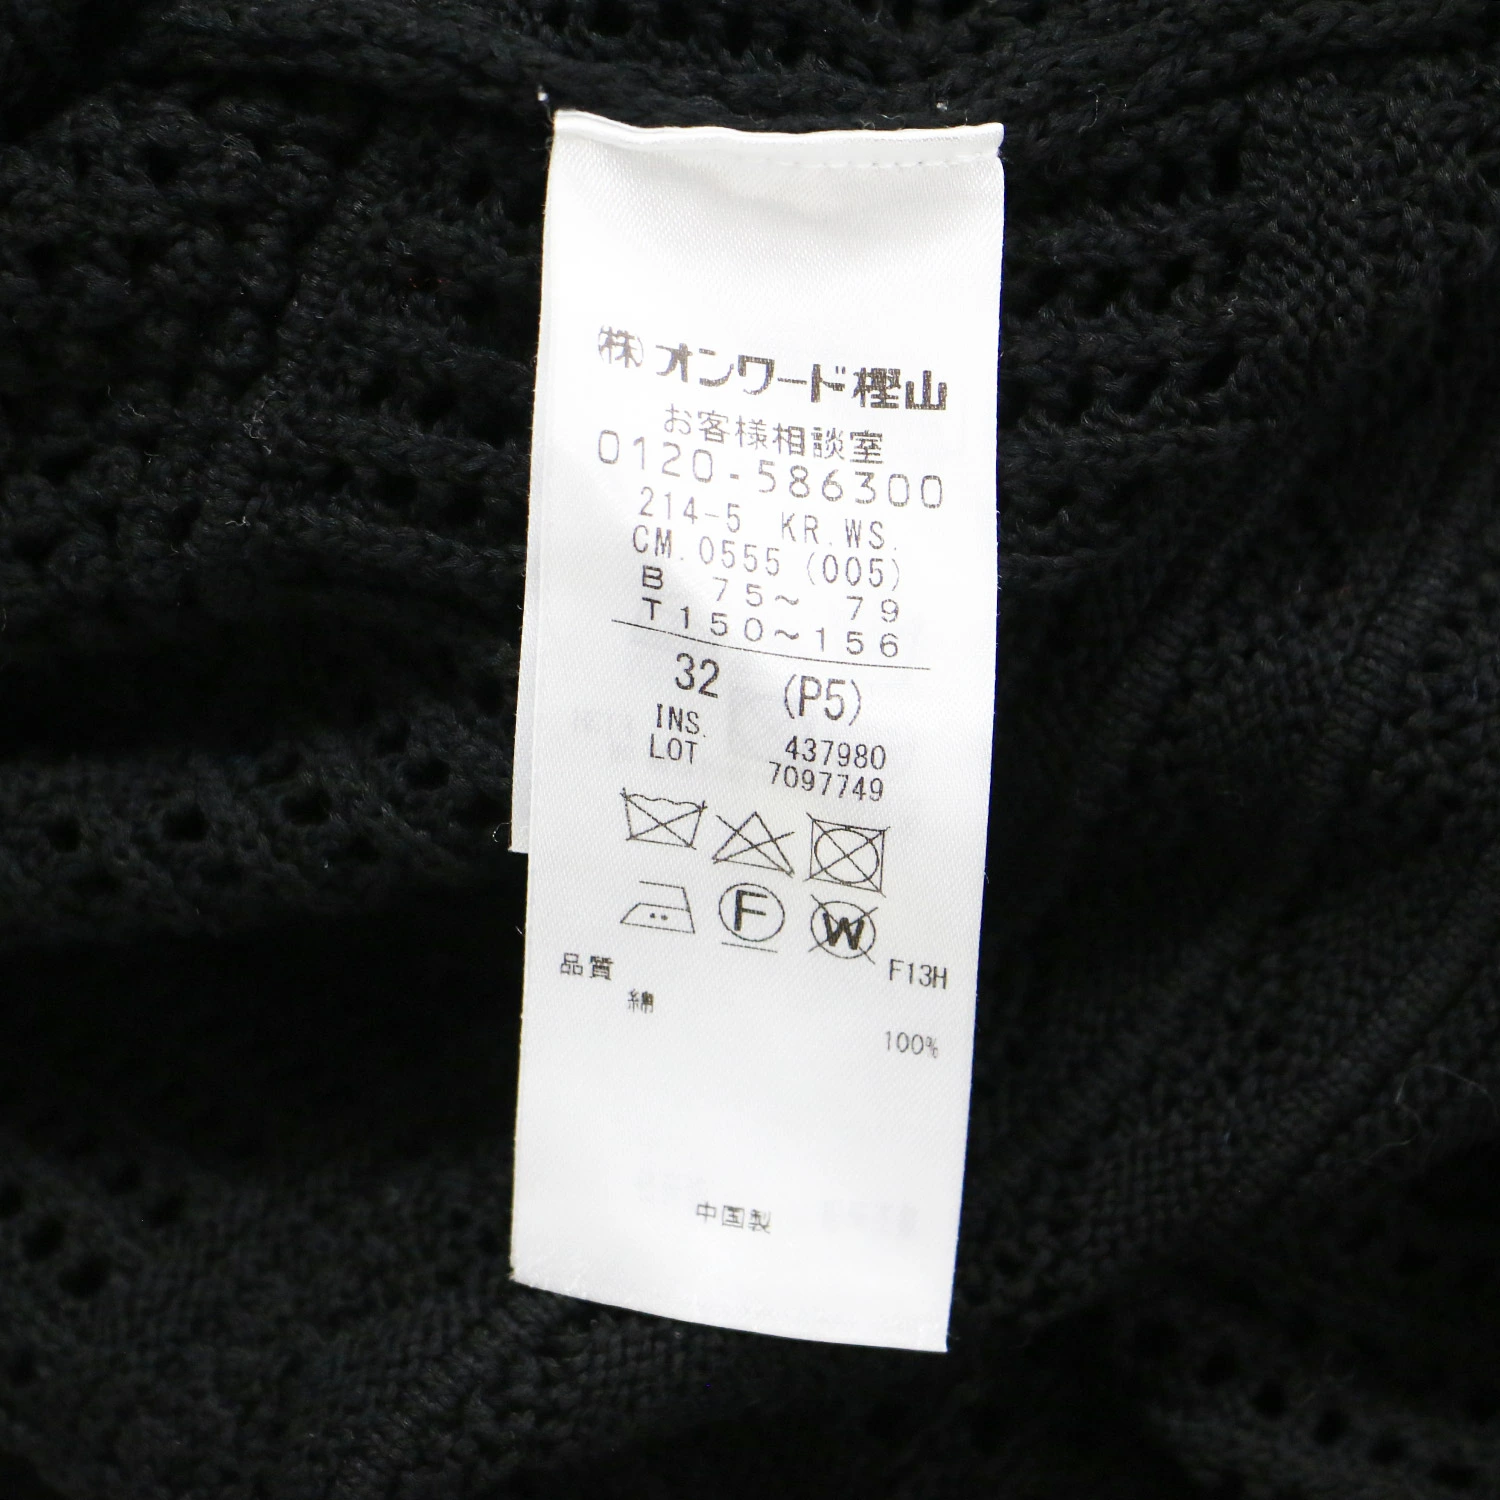 ㈱オンワード樫山
お客様相談室
0120-586300
214-5 KR.WS.
CM.0555 (005)
B 75～ 79
T150～156
32 (P5)
INS. 437980
LOT 7097749
F
W
F13H
品質
綿 100%
中国製